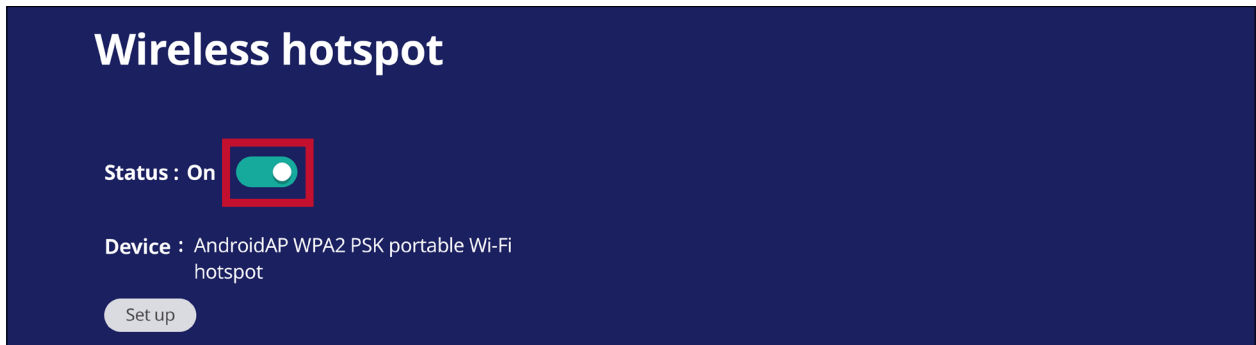 Wireless hotspot
Status : On
Device : AndroidAP WPA2 PSK portable Wi-Fi
hotspot
Set up